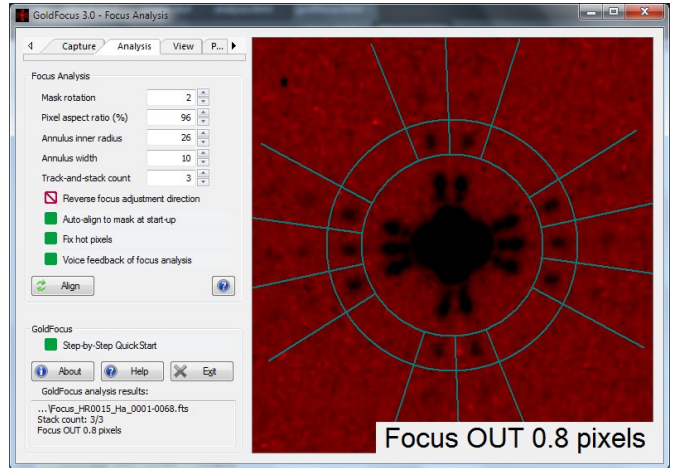 GoldFocus 3.0 - Focus Analysis
Capture Analysis View P...
Focus Analysis
Mask rotation 2
Pixel aspect ratio (%) 96
Annulus inner radius 26
Annulus width 10
Track-and-stack count 3
Reverse focus adjustment direction
Auto-align to mask at start-up
Fix hot pixels
Voice feedback of focus analysis
Align
GoldFocus
Step-by-Step QuickStart
About Help Exit
GoldFocus analysis results:
...\Focus_HR0015_Ha_0001-0068.fts
Stack count: 3/3
Focus OUT 0.8 pixels
Focus OUT 0.8 pixels